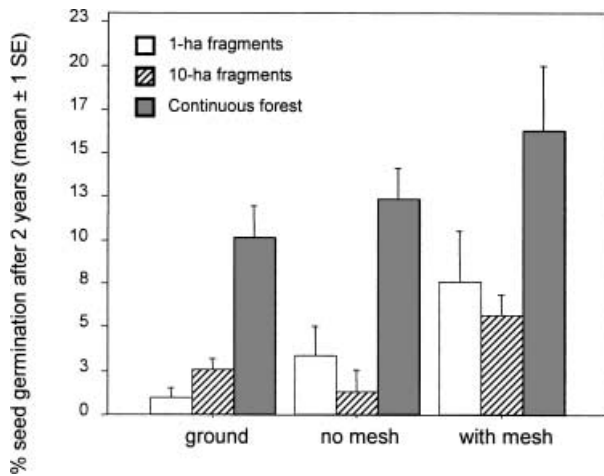 % seed germination after 2 years (mean ± 1 SE)
23
20
17
15
13
10
8
5
3
0
1-ha fragments
10-ha fragments
Continuous forest
ground
no mesh
with mesh